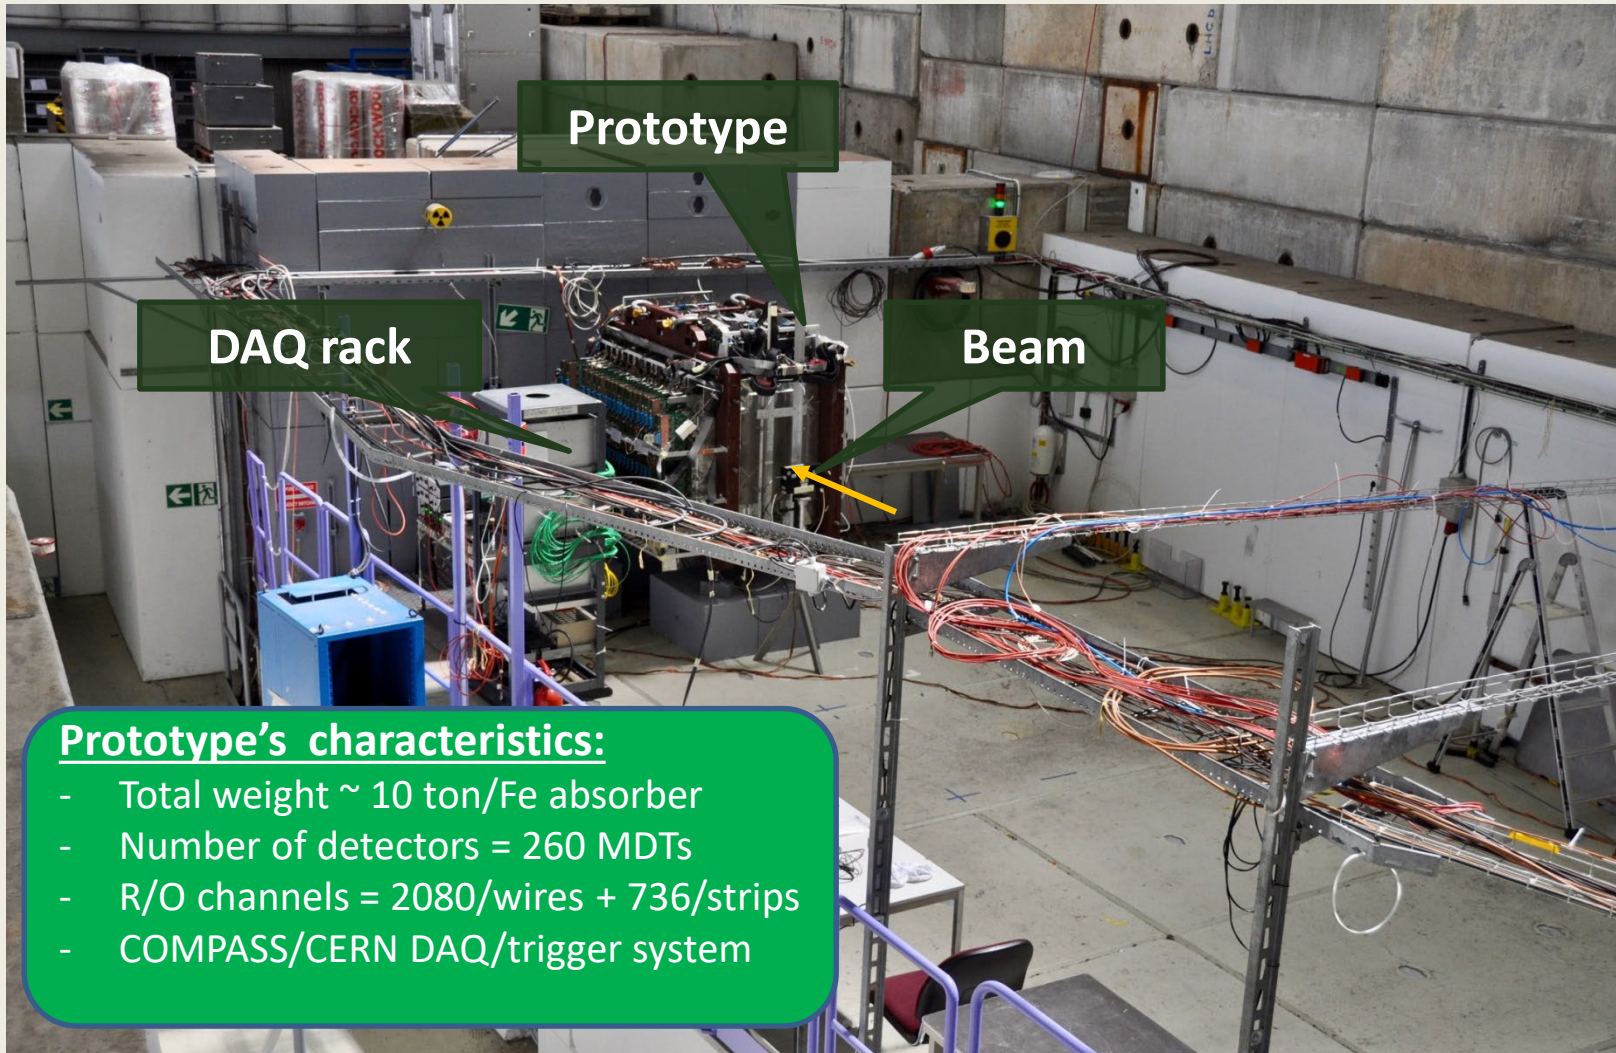 Prototype
DAQ rack
Beam
Prototype's characteristics:
- Total weight ~ 10 ton/Fe absorber
- Number of detectors = 260 MDTs
- R/O channels = 2080/wires + 736/strips
- COMPASS/CERN DAQ/trigger system
LHCb